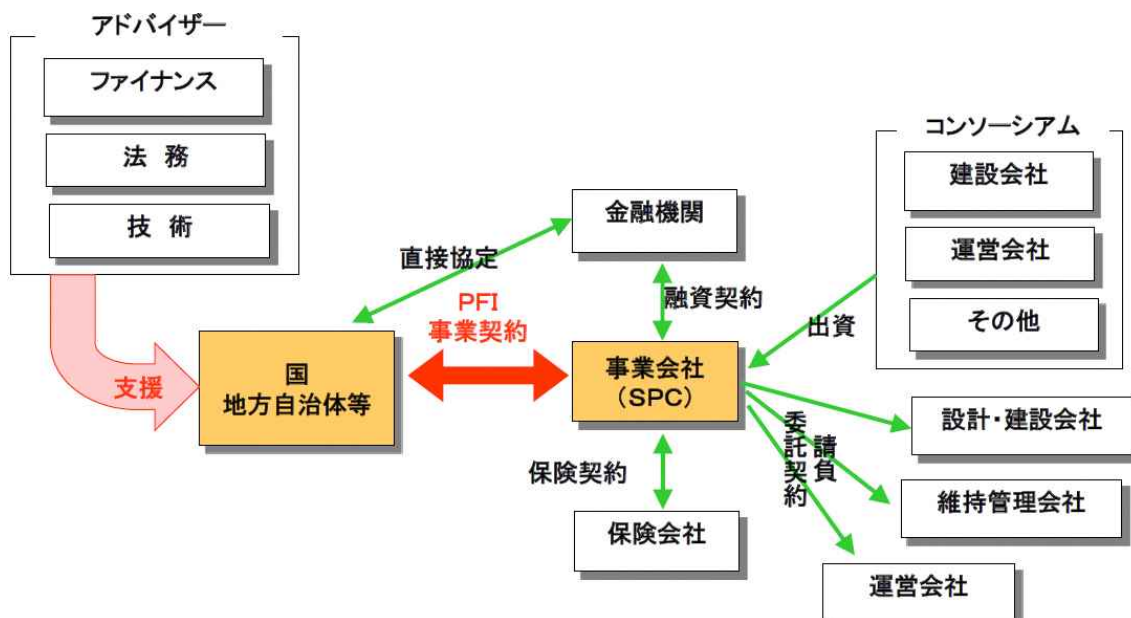 アドバイザー
ファイナンス
法 務
技 術
支援
国
地方自治体等
直接協定
PFI
事業契約
金融機関
融資契約
事業会社
(SPC)
保険契約
保険会社
コンソーシアム
建設会社
運営会社
その他
出資
請負
委託契約
設計・建設会社
維持管理会社
運営会社